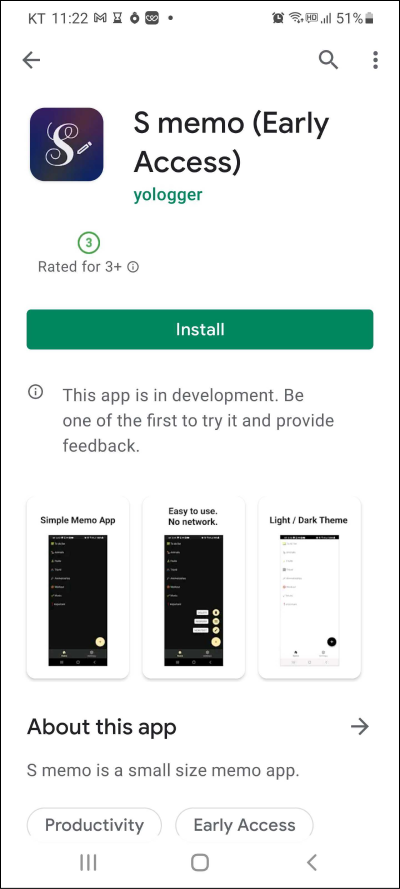 KT 11:22 51%
S memo (Early
Access)
yologger
3
Rated for 3+
Install
This app is in development. Be
one of the first to try it and provide
feedback.
Simple Memo App
Easy to use.
No network.
Light / Dark Theme
About this app
S memo is a small size memo app.
Productivity
Early Access